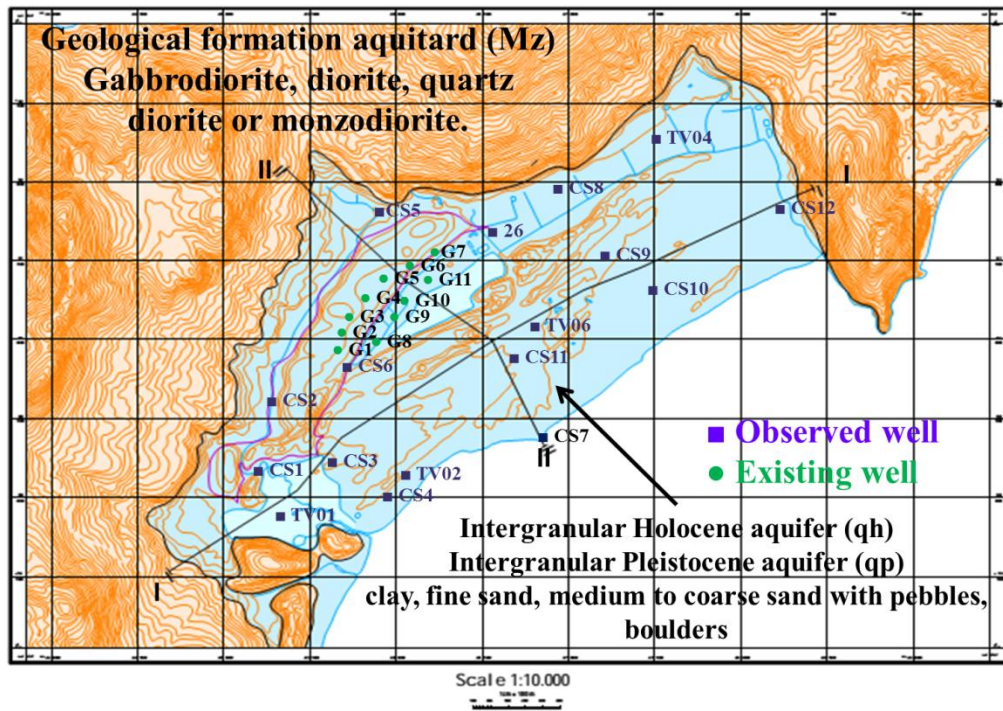 Geological formation aquitard (Mz)
Gabbrodiorite, diorite, quartz
diorite or monzodiorite.
TV04
II
CS8
I
CS5
CS12
26
G7
CS9
G6
G5
G11
CS10
G4
G10
G3
G9
TV06
G2
G8
G1
CS11
CS6
CS2
Observed well
CS7
II
CS3
CS1
TV02
Existing well
CS4
TV01
Intergranular Holocene aquifer (qh)
Intergranular Pleistocene aquifer (qp)
I
clay, fine sand, medium to coarse sand with pebbles,
boulders
Scale 1:10.000